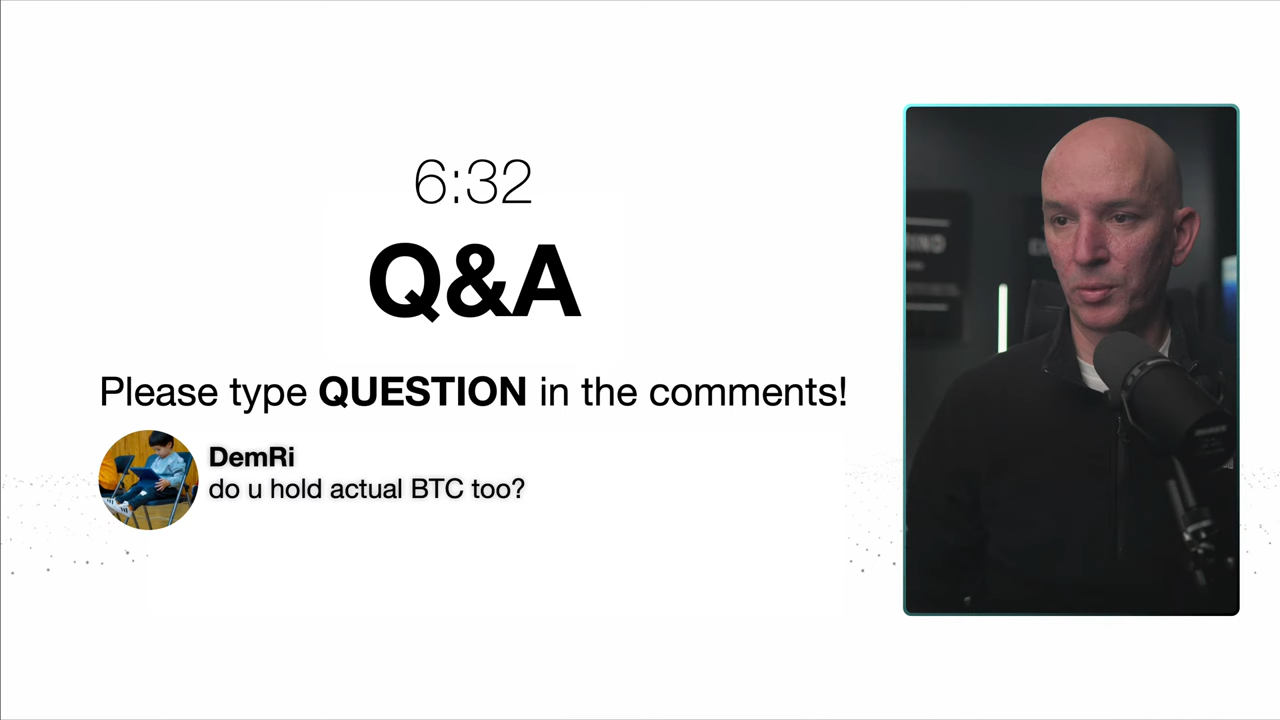 6:32
Q&A
Please type QUESTION in the comments!
DemRi
do u hold actual BTC too?